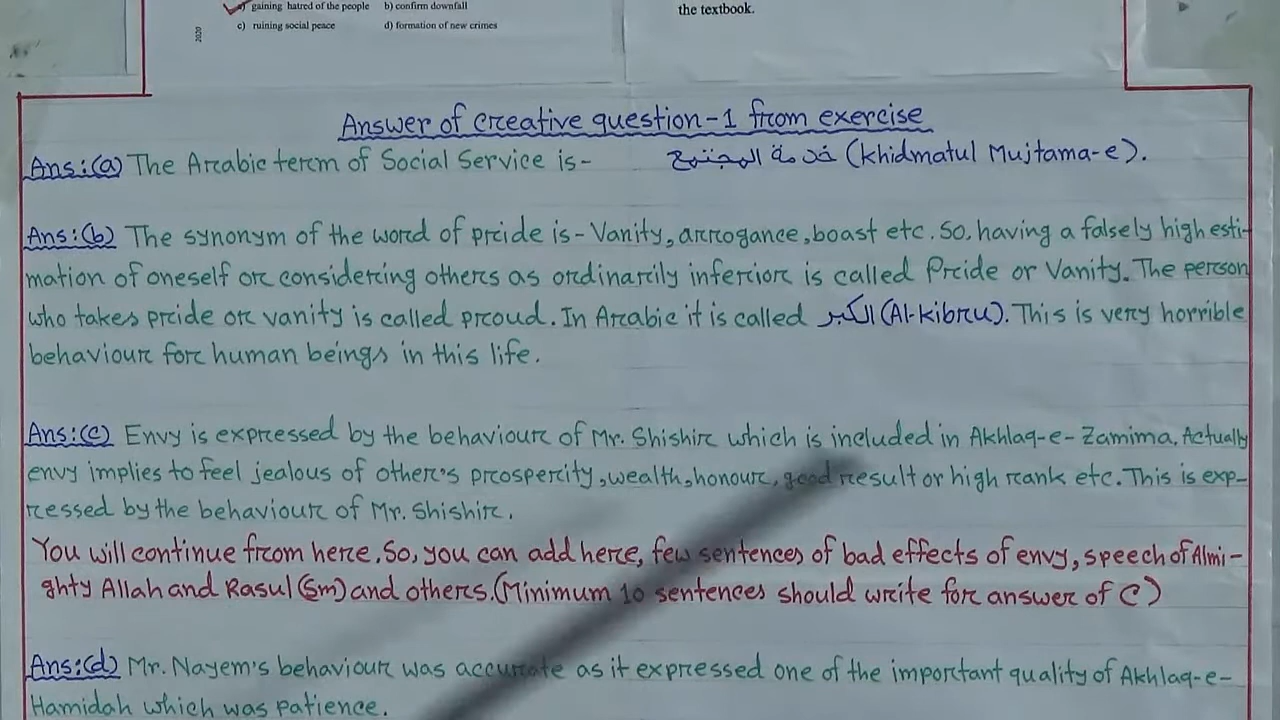 a) gaining hatred of the people b) confirm downfall
c) ruining social peace d) formation of new crimes
2020
the textbook.
Answer of creative question-1 from exercise
Ans:(a) The Arabic term of Social Service is- خدمة المجتمع (Khidmatul Mujtama-e).
Ans:(b) The synonym of the word of pride is- Vanity, arrogance, boast etc. So, having a falsely high esti-
mation of oneself or considering others as ordinarily inferior is called Pride or Vanity. The person
who takes pride or vanity is called proud. In Arabic it is called الكبر (Al-kibru). This is very horrible
behaviour for human beings in this life.
Ans:(c) Envy is expressed by the behaviour of Mr. Shishir which is included in Akhlaq-e-Zamima. Actually
envy implies to feel jealous of other's prosperity, wealth, honour, good result or high rank etc. This is exp-
ressed by the behaviour of Mr. Shishir.
You will continue from here. So, you can add here, few sentences of bad effects of envy, speech of Almi-
ghty Allah and Rasul (Sm) and others. (Minimum 10 sentences should write for answer of C)
Ans:(d) Mr. Nayem's behaviour was accurate as it expressed one of the important quality of Akhlaq-e-
Hamidah which was patience.